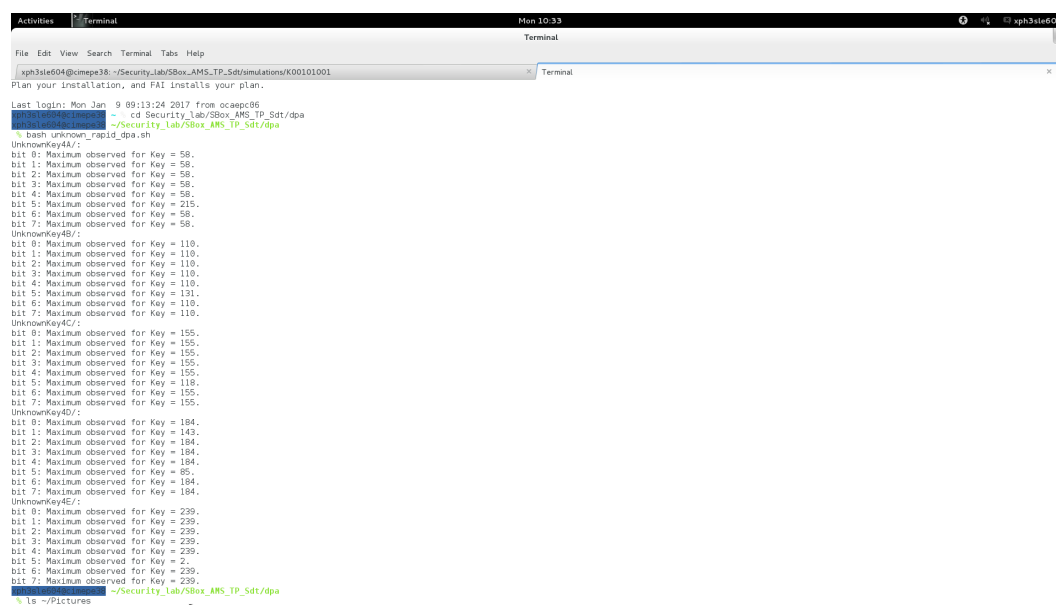 Activities Terminal Mon 10:33 xph3sle60
Terminal
File Edit View Search Terminal Tabs Help
xph3sle604@cimepe38: ~/Security_lab/SBox_AMS_TP_Sdt/simulations/K00101001 × Terminal ×
Plan your installation, and FAI installs your plan.
Last login: Mon Jan 9 09:13:24 2017 from ocaepc06
xph3sle604@cimepe38 ~ % cd Security_lab/SBox_AMS_TP_Sdt/dpa
xph3sle604@cimepe38 ~/Security_lab/SBox_AMS_TP_Sdt/dpa
% bash unknown_rapid_dpa.sh
UnknownKey4A/:
bit 0: Maximum observed for Key = 58.
bit 1: Maximum observed for Key = 58.
bit 2: Maximum observed for Key = 58.
bit 3: Maximum observed for Key = 58.
bit 4: Maximum observed for Key = 58.
bit 5: Maximum observed for Key = 215.
bit 6: Maximum observed for Key = 58.
bit 7: Maximum observed for Key = 58.
UnknownKey4B/:
bit 0: Maximum observed for Key = 110.
bit 1: Maximum observed for Key = 110.
bit 2: Maximum observed for Key = 110.
bit 3: Maximum observed for Key = 110.
bit 4: Maximum observed for Key = 110.
bit 5: Maximum observed for Key = 131.
bit 6: Maximum observed for Key = 110.
bit 7: Maximum observed for Key = 110.
UnknownKey4C/:
bit 0: Maximum observed for Key = 155.
bit 1: Maximum observed for Key = 155.
bit 2: Maximum observed for Key = 155.
bit 3: Maximum observed for Key = 155.
bit 4: Maximum observed for Key = 155.
bit 5: Maximum observed for Key = 118.
bit 6: Maximum observed for Key = 155.
bit 7: Maximum observed for Key = 155.
UnknownKey4D/:
bit 0: Maximum observed for Key = 184.
bit 1: Maximum observed for Key = 143.
bit 2: Maximum observed for Key = 184.
bit 3: Maximum observed for Key = 184.
bit 4: Maximum observed for Key = 184.
bit 5: Maximum observed for Key = 85.
bit 6: Maximum observed for Key = 184.
bit 7: Maximum observed for Key = 184.
UnknownKey4E/:
bit 0: Maximum observed for Key = 239.
bit 1: Maximum observed for Key = 239.
bit 2: Maximum observed for Key = 239.
bit 3: Maximum observed for Key = 239.
bit 4: Maximum observed for Key = 239.
bit 5: Maximum observed for Key = 2.
bit 6: Maximum observed for Key = 239.
bit 7: Maximum observed for Key = 239.
xph3sle604@cimepe38 ~/Security_lab/SBox_AMS_TP_Sdt/dpa
% ls ~/Pictures